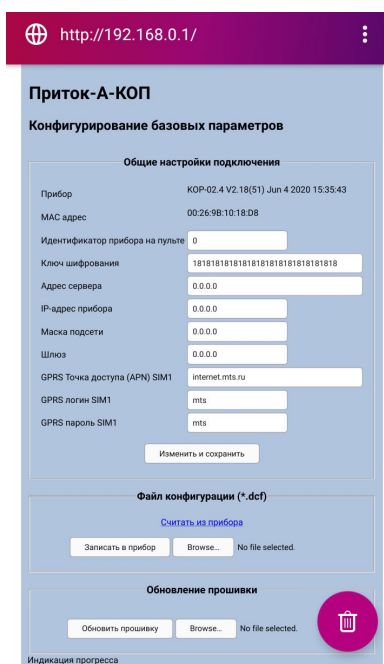 http://192.168.0.1/
Приток-А-КОП
Конфигурирование базовых параметров
Общие настройки подключения
Прибор KOP-02.4 V2.18(51) Jun 4 2020 15:35:43
MAC адрес 00:26:9B:10:18:D8
Идентификатор прибора на пульте 0
Ключ шифрования 18181818181818181818181818181818
Адрес сервера 0.0.0.0
IP-адрес прибора 0.0.0.0
Маска подсети 0.0.0.0
Шлюз 0.0.0.0
GPRS Точка доступа (APN) SIM1 internet.mts.ru
GPRS логин SIM1 mts
GPRS пароль SIM1 mts
Изменить и сохранить
Файл конфигурации (*.dcf)
Считать из прибора
Записать в прибор Browse... No file selected.
Обновление прошивки
Обновить прошивку Browse... No file selected.
Индикация прогресса